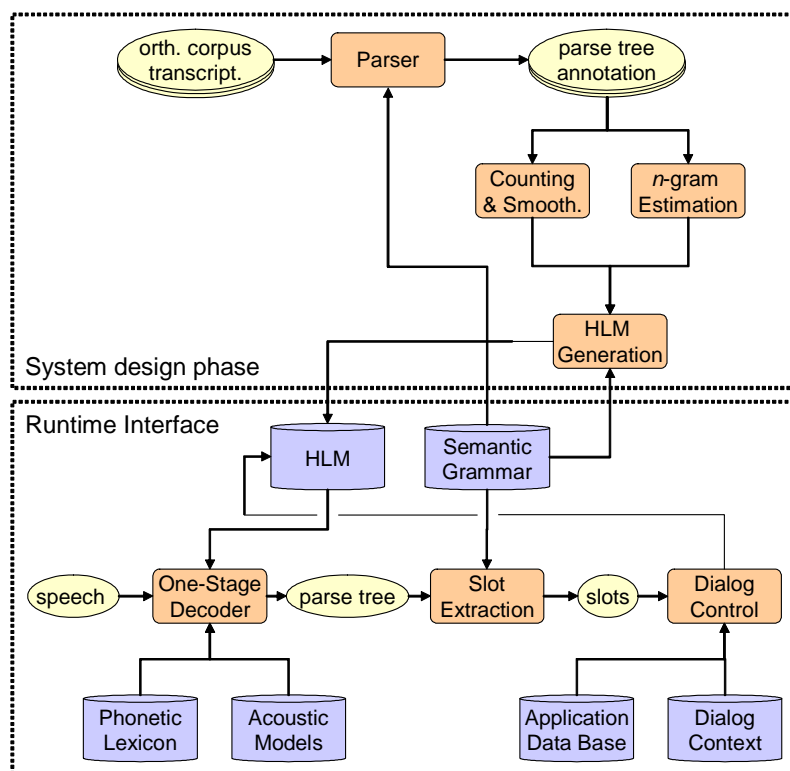 orth. corpus
transcript.
Parser
parse tree
annotation
Counting
& Smooth.
n-gram
Estimation
HLM
Generation
System design phase
Runtime Interface
HLM
Semantic
Grammar
speech
One-Stage
Decoder
parse tree
Slot
Extraction
slots
Dialog
Control
Phonetic
Lexicon
Acoustic
Models
Application
Data Base
Dialog
Context